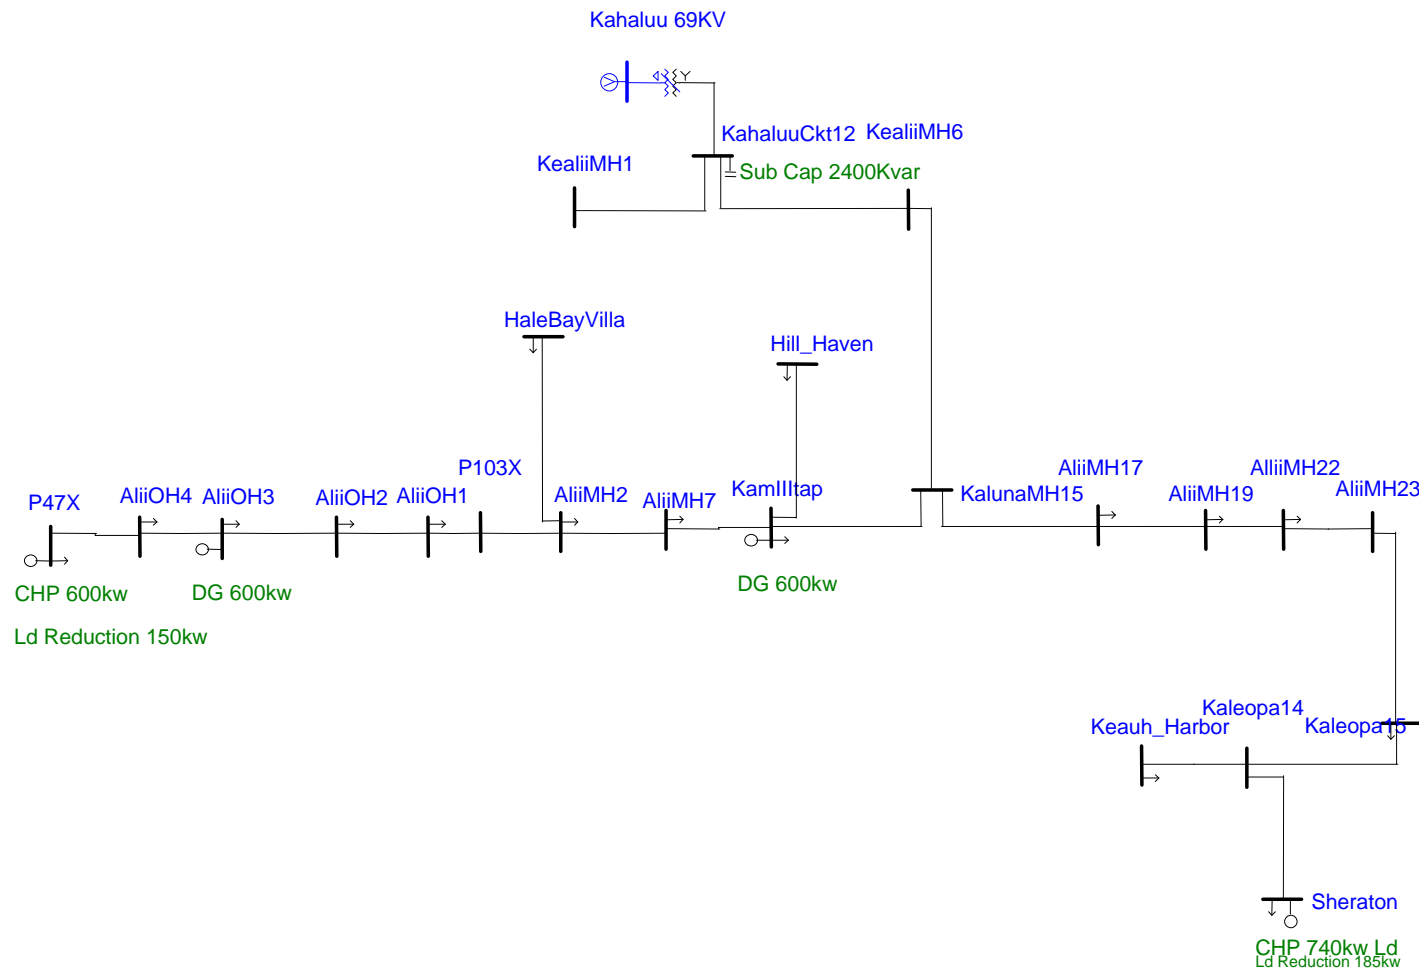 Kahaluu 69KV
KahaluuCkt12
KealiiMH6
KealiiMH1
Sub Cap 2400Kvar
HaleBayVilla
Hill_Haven
P103X
AliiMH17
AlliiMH22
P47X
AliiOH4
AliiOH3
AliiOH2
AliiOH1
AliiMH2
AliiMH7
KamIIItap
KalunaMH15
AliiMH19
AliiMH23
CHP 600kw
DG 600kw
DG 600kw
Ld Reduction 150kw
Keauh_Harbor
Kaleopa14
Kaleopa15
Sheraton
CHP 740kw Ld
Ld Reduction 185kw